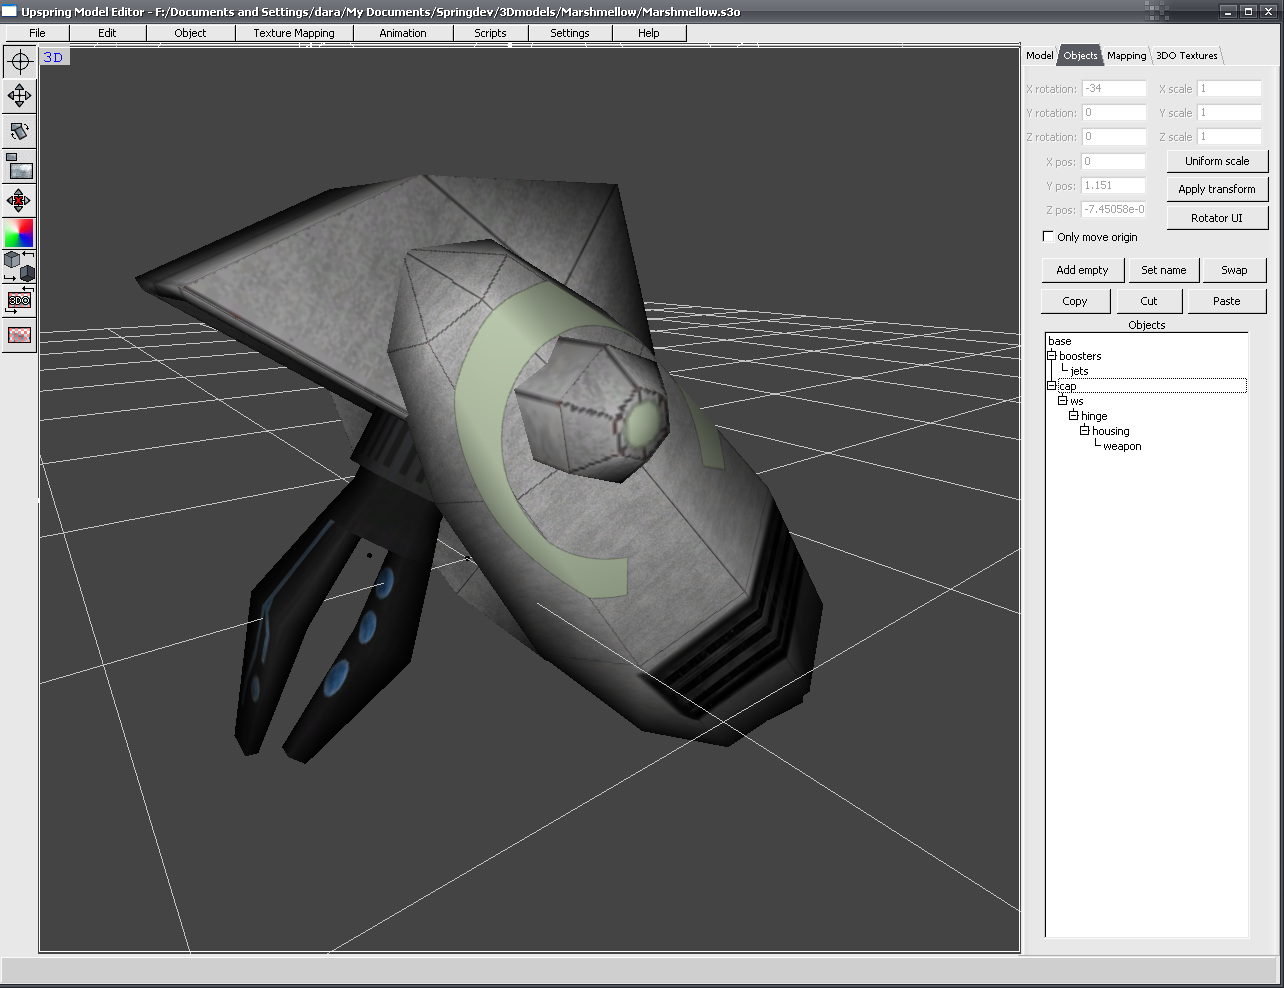 Upspring Model Editor - F:/Documents and Settings/dara/My Documents/Springdev/3Dmodels/Marshmellow/Marshmellow.s3o
File Edit Object Texture Mapping Animation Scripts Settings Help
3D
Model Objects Mapping 3DO Textures
X rotation: -34 X scale 1
Y rotation: 0 Y scale 1
Z rotation: 0 Z scale 1
X pos: 0 Uniform scale
Y pos: 1.151 Apply transform
Z pos: -7.45058e-0 Rotator UI
Only move origin
Add empty Set name Swap
Copy Cut Paste
Objects
base
boosters
jets
cap
ws
hinge
housing
weapon
3DO